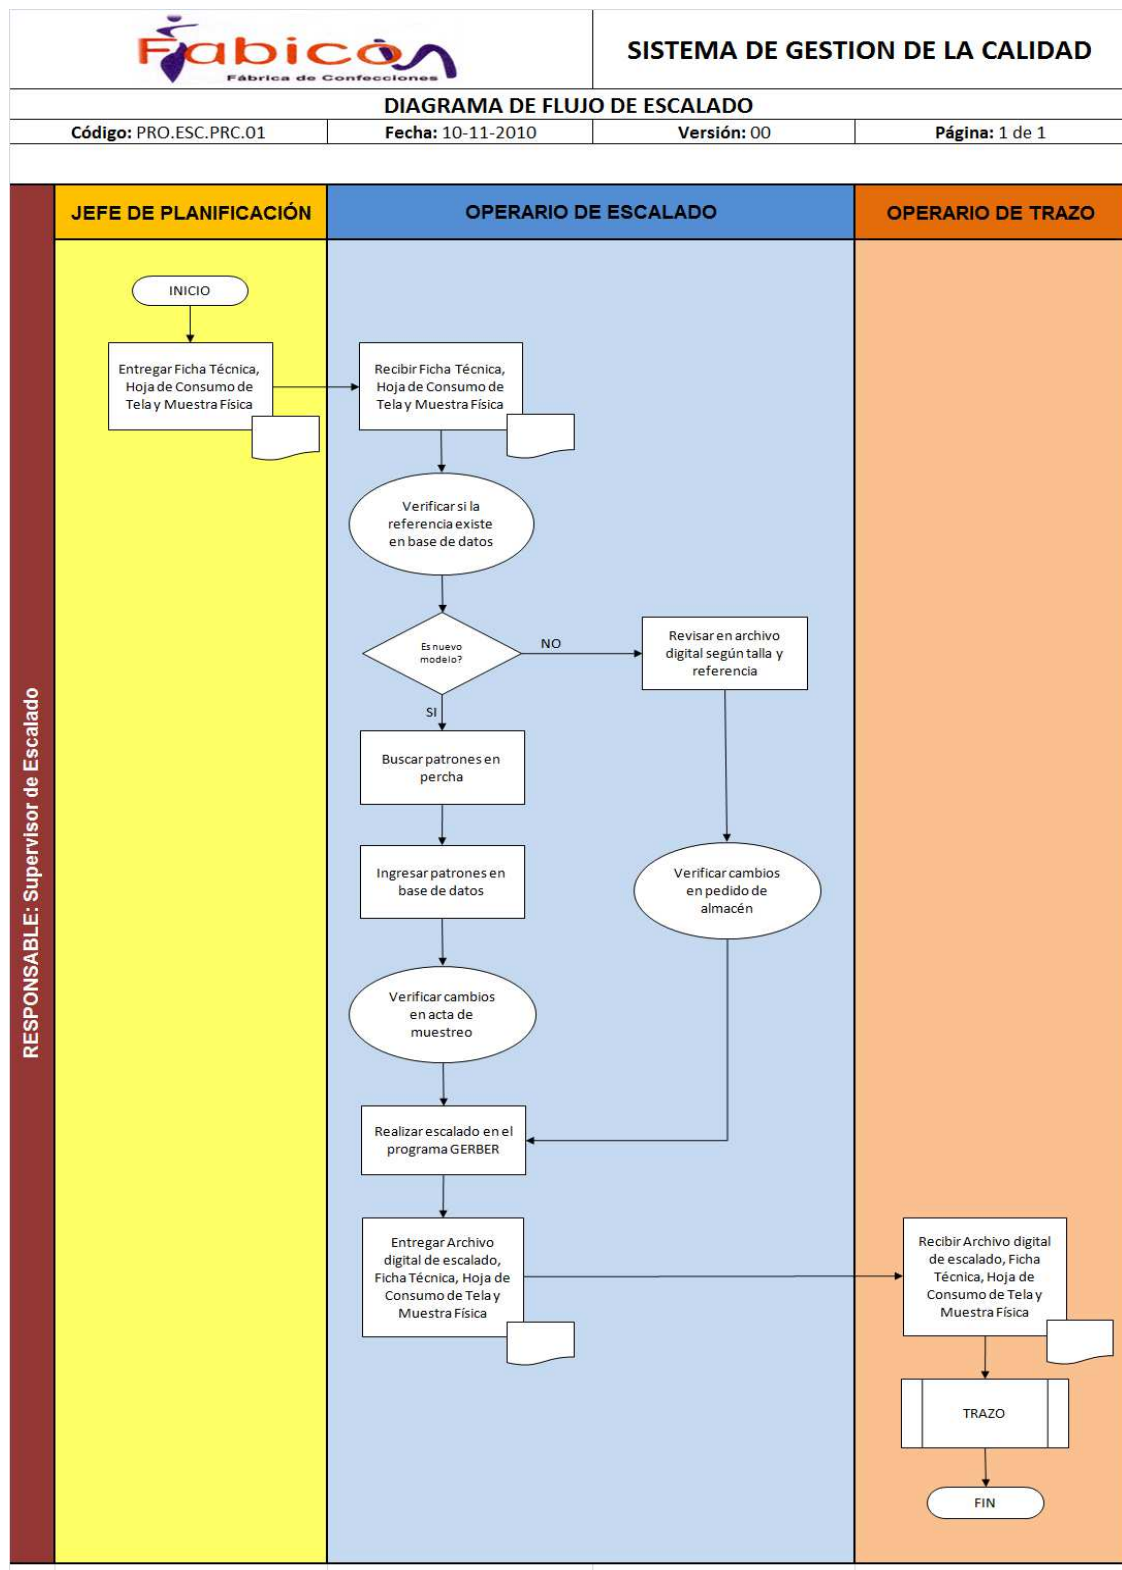 Fabicòn
Fábrica de Confecciones
SISTEMA DE GESTION DE LA CALIDAD
DIAGRAMA DE FLUJO DE ESCALADO
Código: PRO.ESC.PRC.01
Fecha: 10-11-2010
Versión: 00
Página: 1 de 1
RESPONSABLE: Supervisor de Escalado
JEFE DE PLANIFICACIÓN
OPERARIO DE ESCALADO
OPERARIO DE TRAZO
INICIO
Entregar Ficha Técnica,
Hoja de Consumo de
Tela y Muestra Física
Recibir Ficha Técnica,
Hoja de Consumo de
Tela y Muestra Física
Verificar si la
referencia existe
en base de datos
Es nuevo
modelo?
NO
Revisar en archivo
digital según talla y
referencia
SI
Buscar patrones en
percha
Ingresar patrones en
base de datos
Verificar cambios
en pedido de
almacén
Verificar cambios
en acta de
muestreo
Realizar escalado en el
programa GERBER
Entregar Archivo
digital de escalado,
Ficha Técnica, Hoja de
Consumo de Tela y
Muestra Física
Recibir Archivo digital
de escalado, Ficha
Técnica, Hoja de
Consumo de Tela y
Muestra Física
TRAZO
FIN